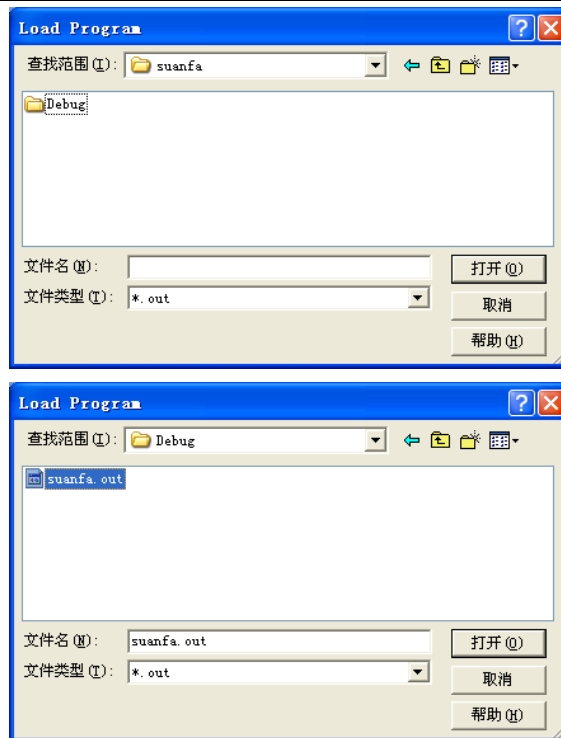 Load Program
查找范围(I): suanfa
Debug
文件名(N):
打开(O)
文件类型(T): *.out
取消
帮助(H)
Load Program
查找范围(I): Debug
suanfa.out
文件名(N): suanfa.out
打开(O)
文件类型(T): *.out
取消
帮助(H)